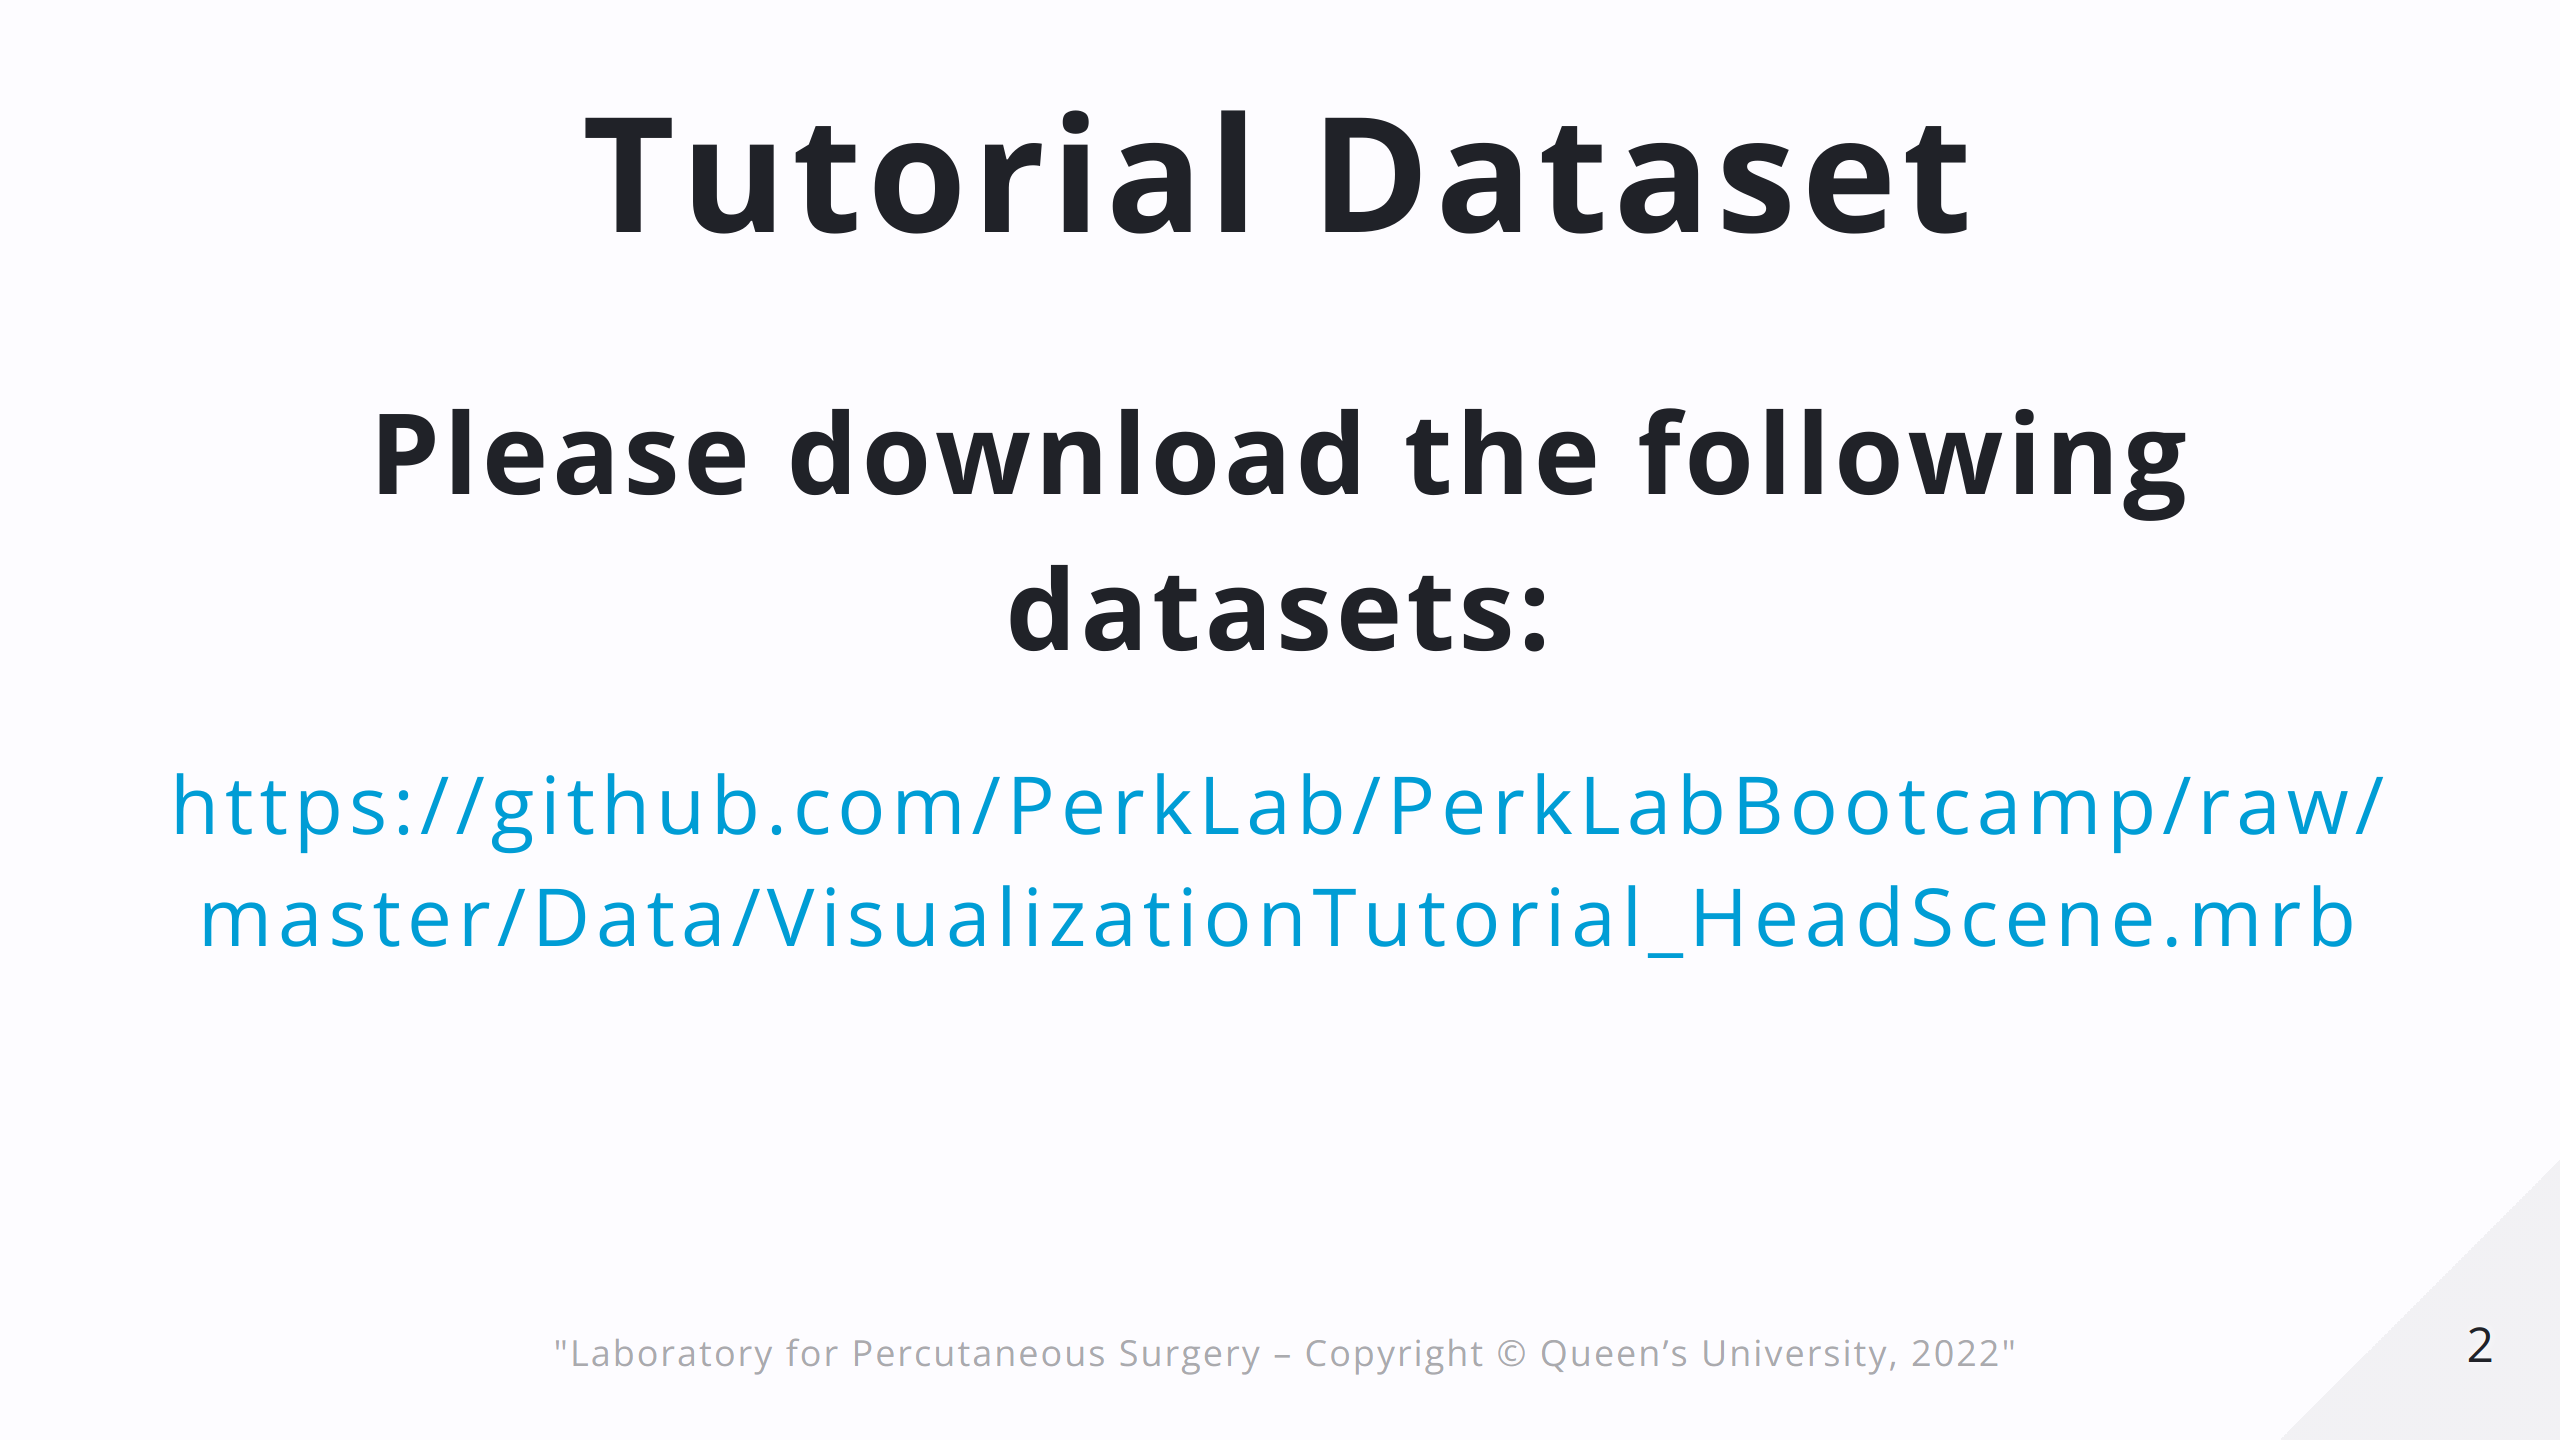 Tutorial Dataset
Please download the following
datasets:
https://github.com/PerkLab/PerkLabBootcamp/raw/
master/Data/VisualizationTutorial_HeadScene.mrb
"Laboratory for Percutaneous Surgery – Copyright © Queen’s University, 2022"
2